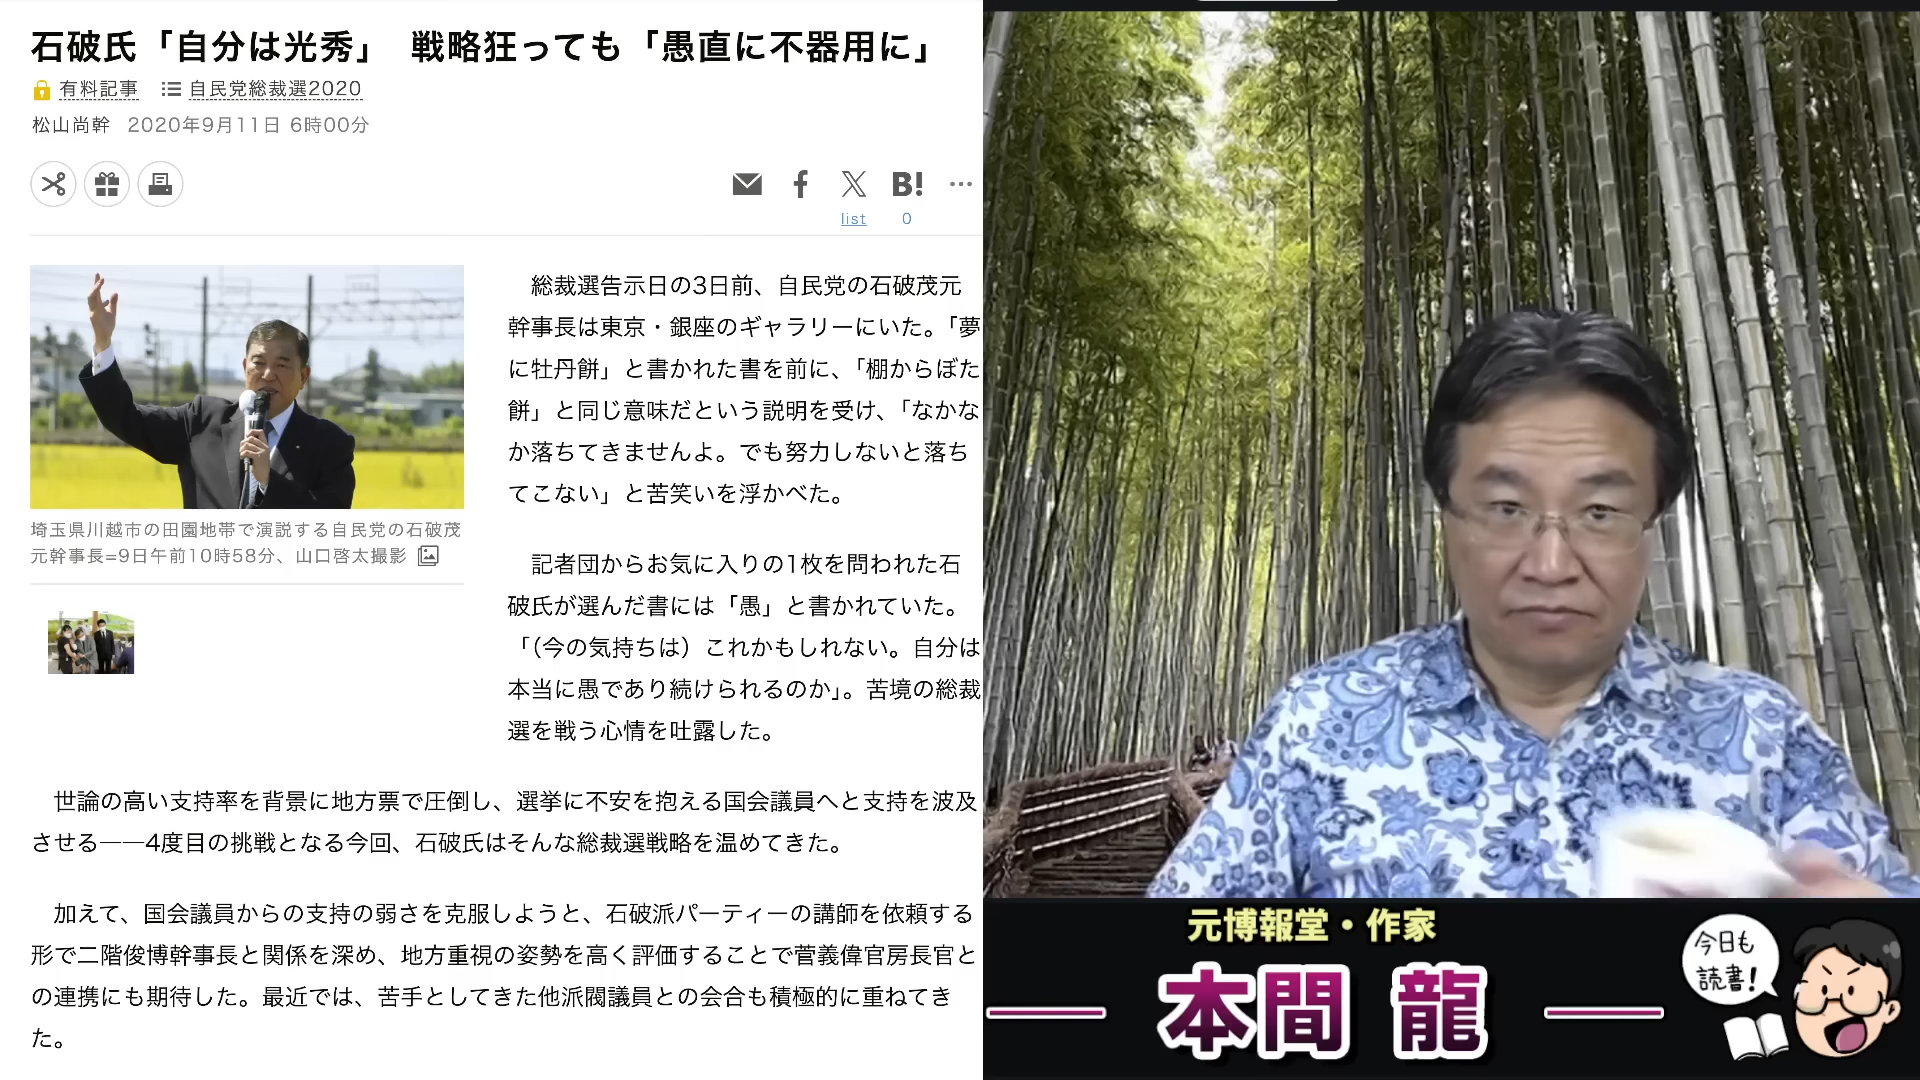 石破氏「自分は光秀」 戦略狂っても「愚直に不器用に」
有料記事 自民党総裁選2020
松山尚幹 2020年9月11日 6時00分
B!
list 0
総裁選告示日の3日前、自民党の石破茂元
幹事長は東京・銀座のギャラリーにいた。「夢
に牡丹餅」と書かれた書を前に、「棚からぼた
餅」と同じ意味だという説明を受け、「なかな
か落ちてきませんよ。でも努力しないと落ち
てこない」と苦笑いを浮かべた。
埼玉県川越市の田園地帯で演説する自民党の石破茂
元幹事長=9日午前10時58分、山口啓太撮影
記者団からお気に入りの1枚を問われた石
破氏が選んだ書には「愚」と書かれていた。
「（今の気持ちは）これかもしれない。自分は
本当に愚であり続けられるのか」。苦境の総裁
選を戦う心情を吐露した。
世論の高い支持率を背景に地方票で圧倒し、選挙に不安を抱える国会議員へと支持を波及
させる――4度目の挑戦となる今回、石破氏はそんな総裁選戦略を温めてきた。
加えて、国会議員からの支持の弱さを克服しようと、石破派パーティーの講師を依頼する
形で二階俊博幹事長と関係を深め、地方重視の姿勢を高く評価することで菅義偉官房長官と
の連携にも期待した。最近では、苦手としてきた他派閥議員との会合も積極的に重ねてき
た。
元博報堂・作家
本間 龍
今日も
読書!